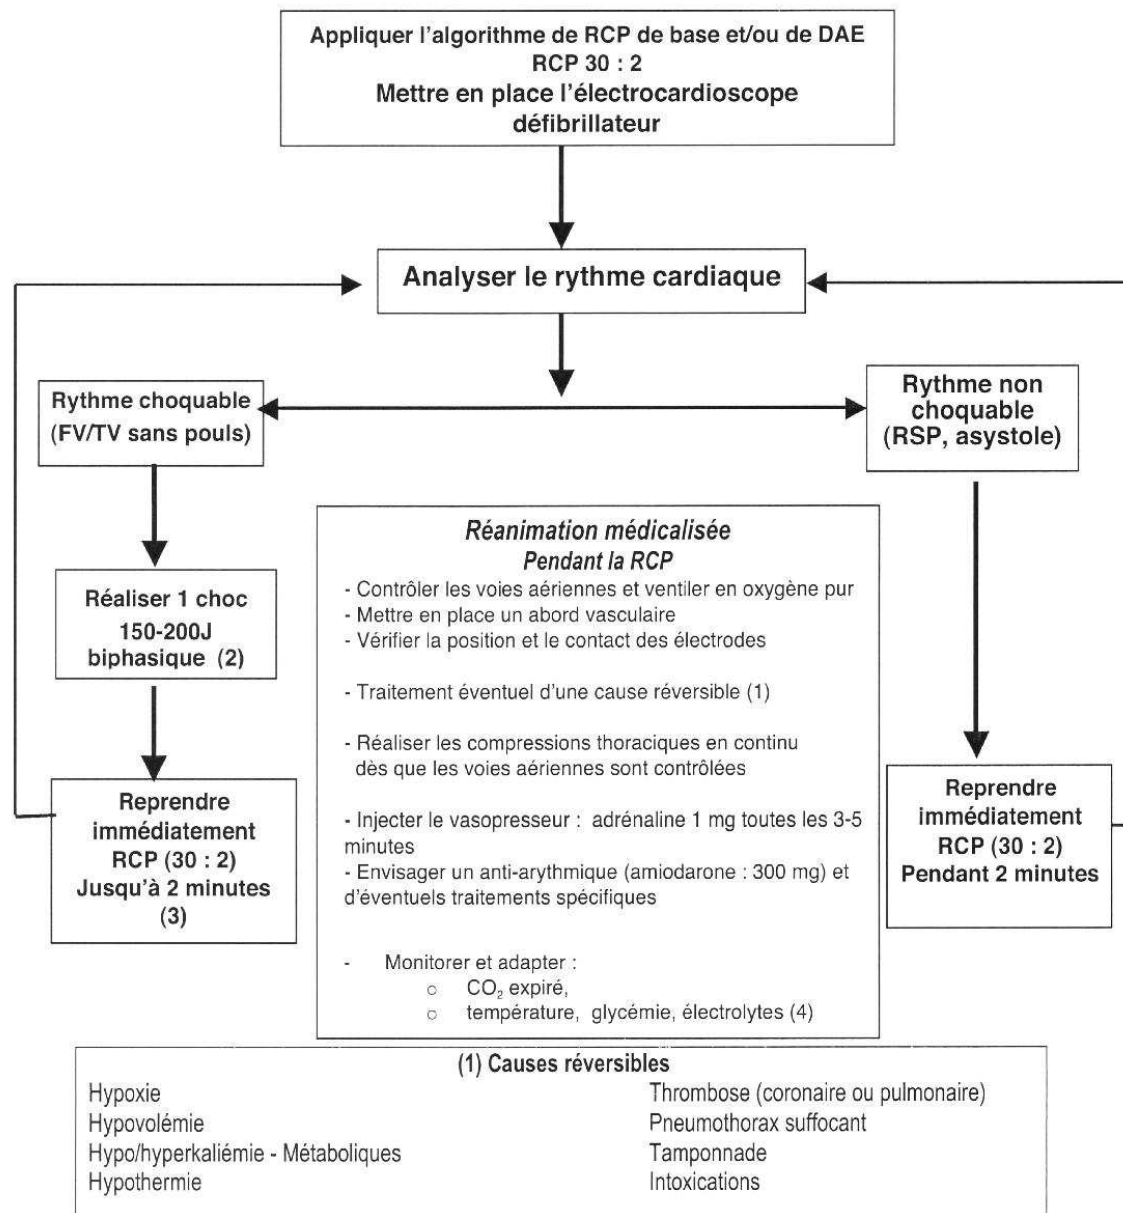 Appliquer l'algorithme de RCP de base et/ou de DAE
RCP 30 : 2
Mettre en place l'électrocardioscope
défibrillateur
Analyser le rythme cardiaque
Rythme choquable
(FV/TV sans pouls)
Rythme non
choquable
(RSP, asystole)
Réaliser 1 choc
150-200J
biphasique (2)
Reprendre
immédiatement
RCP (30 : 2)
Jusqu'à 2 minutes
(3)
Réanimation médicalisée
Pendant la RCP
- Contrôler les voies aériennes et ventiler en oxygène pur
- Mettre en place un abord vasculaire
- Vérifier la position et le contact des électrodes
- Traitement éventuel d'une cause réversible (1)
- Réaliser les compressions thoraciques en continu
dès que les voies aériennes sont contrôlées
- Injecter le vasopresseur : adrénaline 1 mg toutes les 3-5
minutes
- Envisager un anti-arythmique (amiodarone : 300 mg) et
d'éventuels traitements spécifiques
- Monitorer et adapter :
o CO₂ expiré,
o température, glycémie, électrolytes (4)
Reprendre
immédiatement
RCP (30 : 2)
Pendant 2 minutes
(1) Causes réversibles
Hypoxie
Hypovolémie
Hypo/hyperkaliémie - Métaboliques
Hypothermie
Thrombose (coronaire ou pulmonaire)
Pneumothorax suffocant
Tamponnade
Intoxications